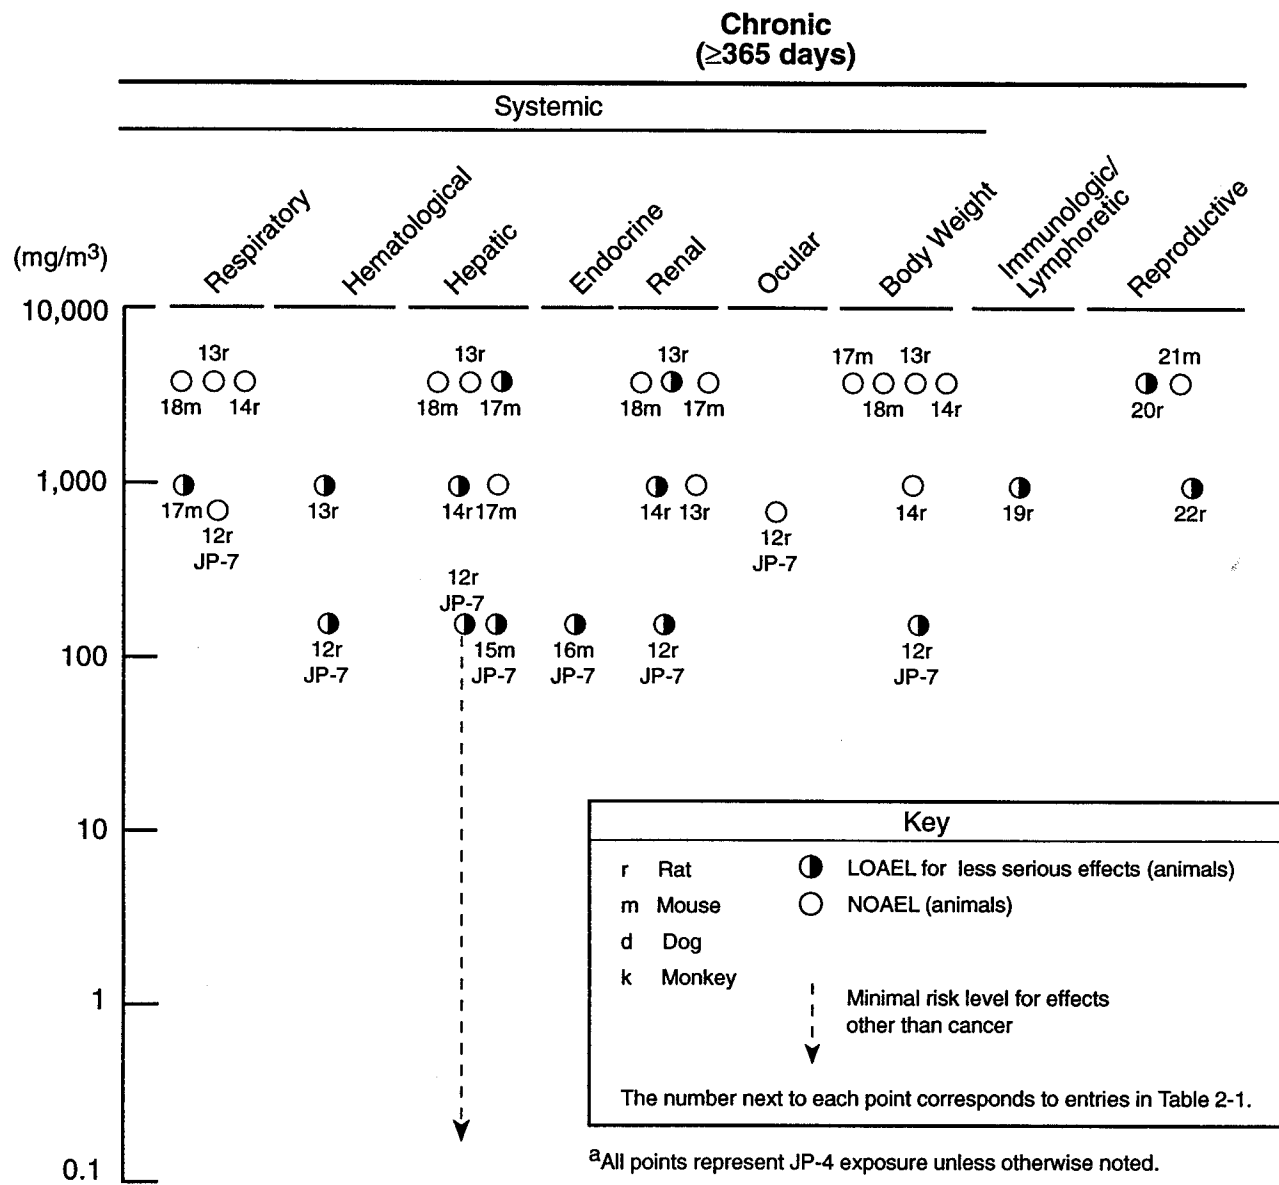 Chronic
(≥365 days)
Systemic
Respiratory
Hematological
Hepatic
Endocrine
Renal
Ocular
Body Weight
Immunologic/
Lymphoretic
Reproductive
(mg/m³)
10,000
13r 13r 13r 17m 13r 21m
18m 14r 18m 17m 18m 17m 18m 14r 20r
1,000
17m 13r 14r 17m 14r 13r 14r 19r 22r
12r 12r
JP-7 JP-7
12r
JP-7
12r 15m 16m 12r 12r
100
JP-7 JP-7 JP-7 JP-7 JP-7
10
1
0.1
Key
r Rat LOAEL for less serious effects (animals)
m Mouse NOAEL (animals)
d Dog
k Monkey
Minimal risk level for effects
other than cancer
The number next to each point corresponds to entries in Table 2-1.
ᵃAll points represent JP-4 exposure unless otherwise noted.